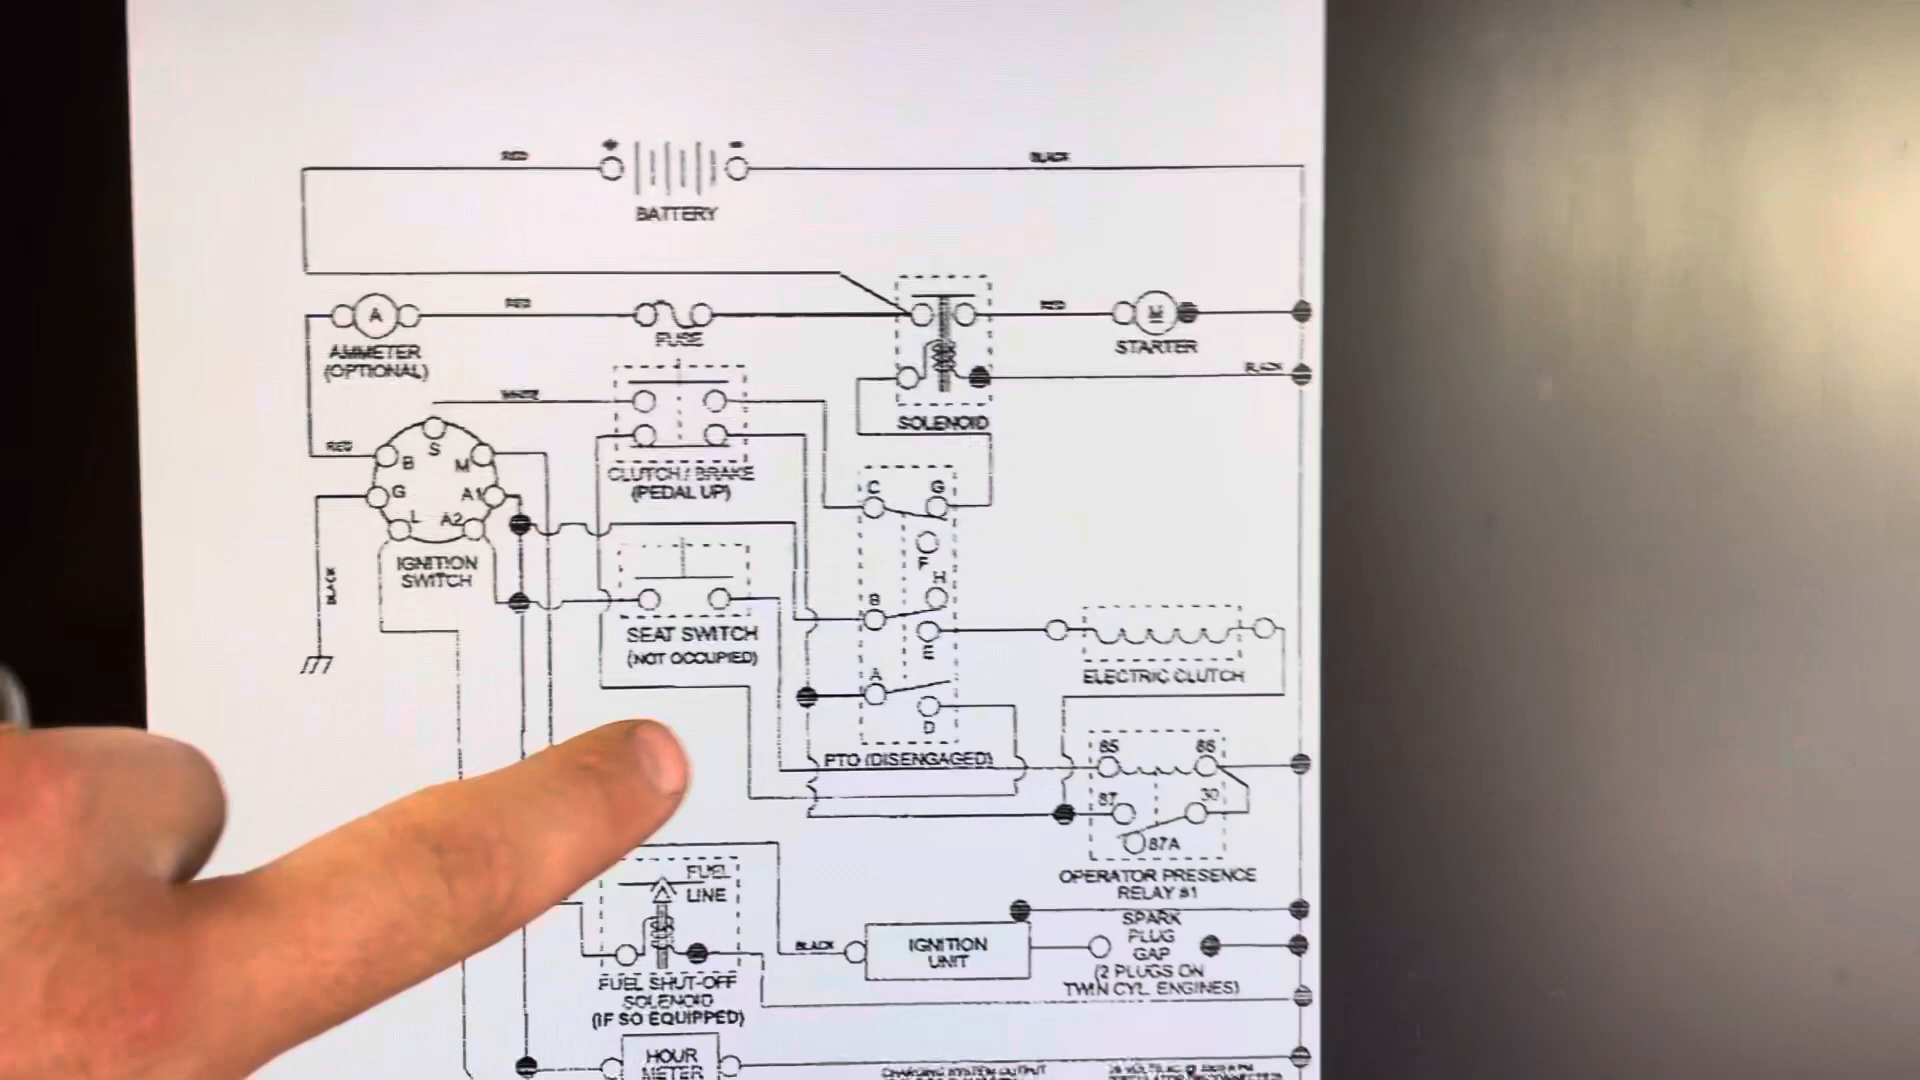 RED
BLACK
BATTERY
RED
FUSE
RED
A
M
AMMETER
(OPTIONAL)
STARTER
BLACK
WHITE
SOLENOID
RED
S
B
M
G
A1
L
A2
CLUTCH / BRAKE
(PEDAL UP)
IGNITION
SWITCH
BLACK
SEAT SWITCH
(NOT OCCUPIED)
C
G
F
H
B
E
A
D
PTO (DISENGAGED)
ELECTRIC CLUTCH
85
86
87
30
87A
OPERATOR PRESENCE
RELAY #1
FUEL
LINE
FUEL SHUT-OFF
SOLENOID
(IF SO EQUIPPED)
BLACK
IGNITION
UNIT
SPARK
PLUG
GAP
(2 PLUGS ON
TWIN CYL. ENGINES)
HOUR
METER
CHARGING SYSTEM OUTPUT